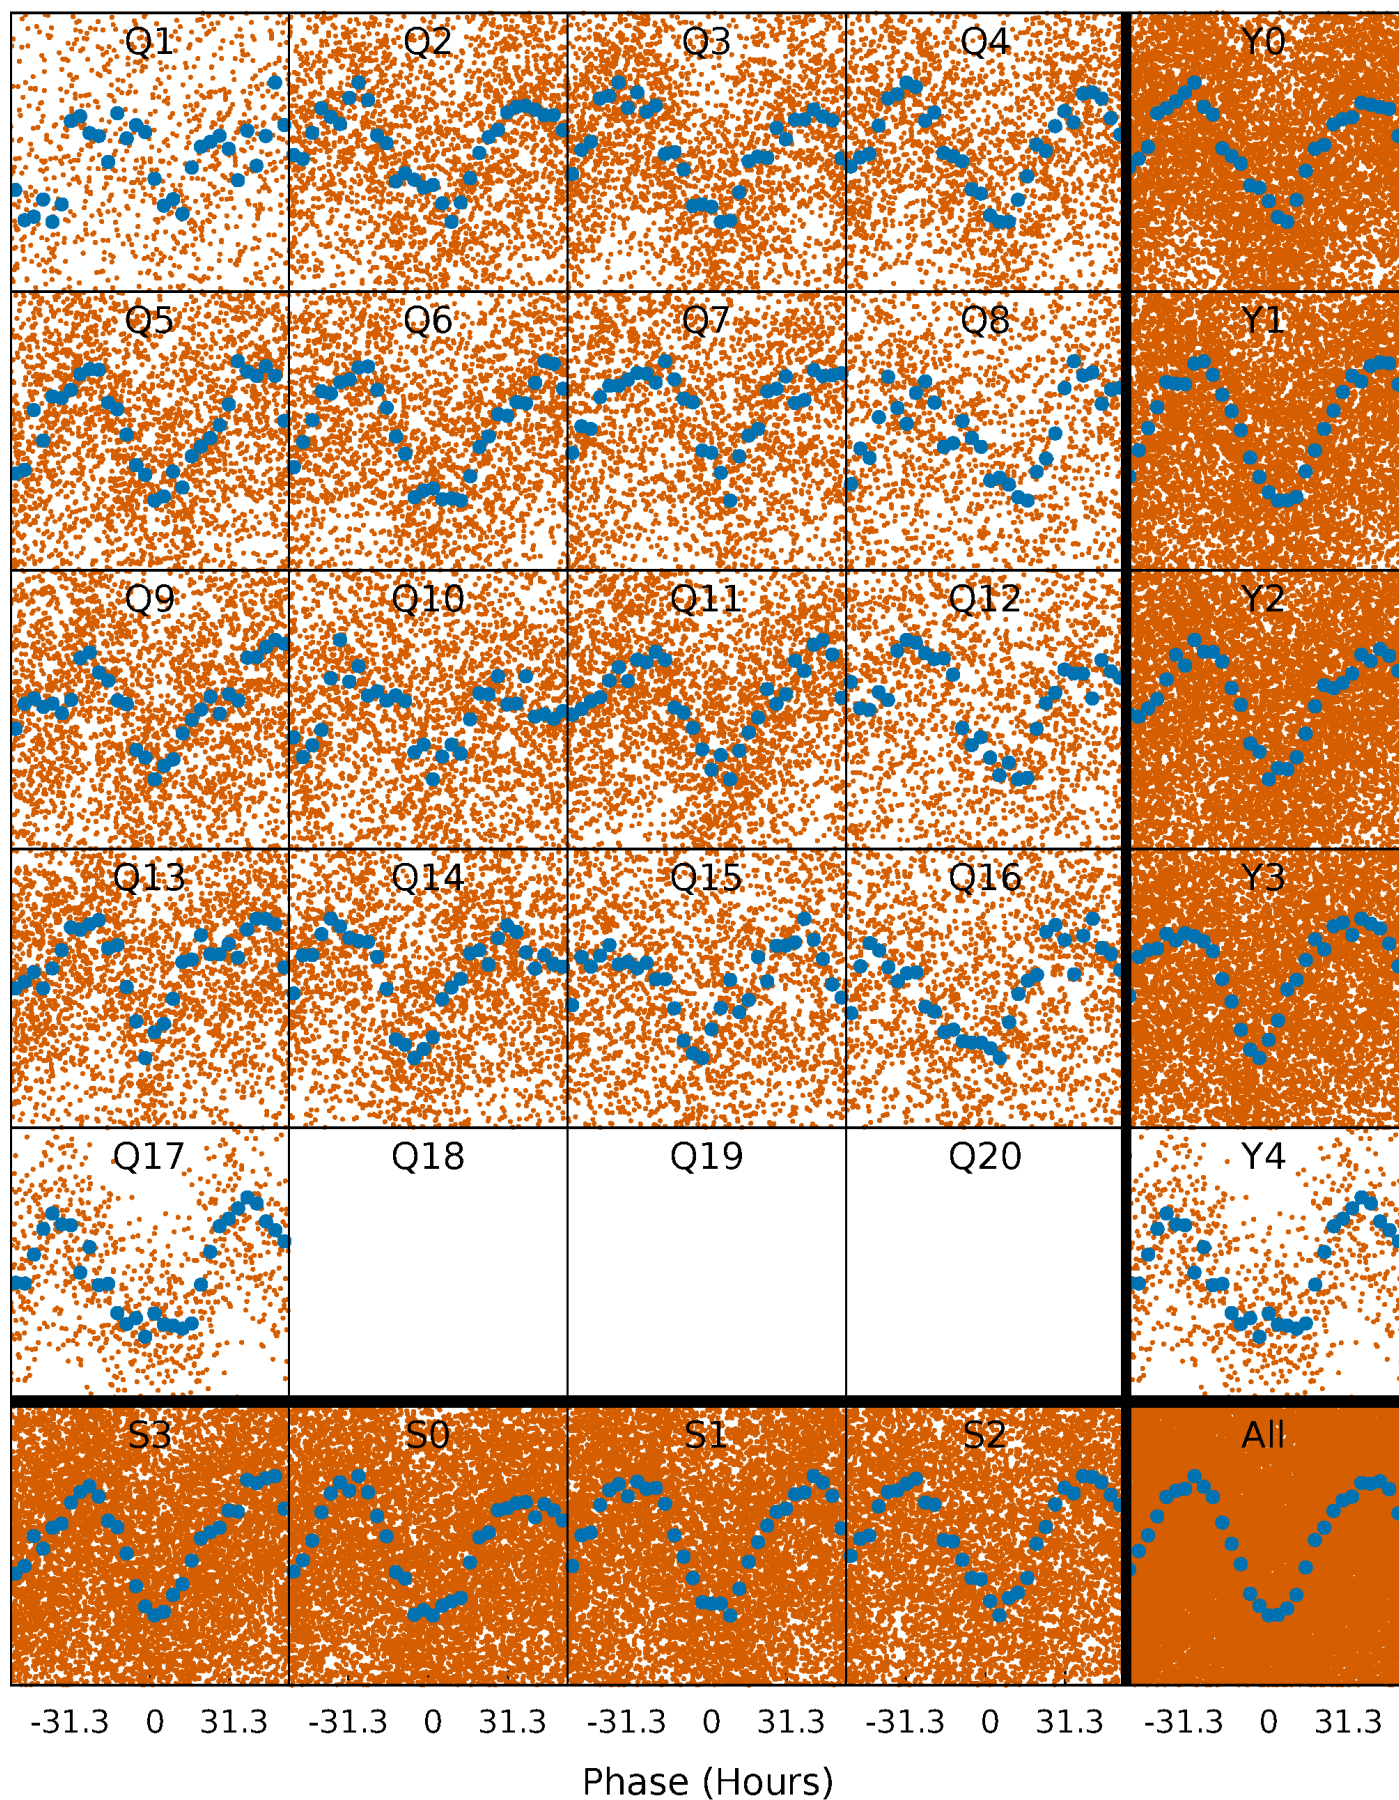 Q1 Q2 Q3 Q4 Y0
Q5 Q6 Q7 Q8 Y1
Q9 Q10 Q11 Q12 Y2
Q13 Q14 Q15 Q16 Y3
Q17 Q18 Q19 Q20 Y4
S3 S0 S1 S2 All
-31.3 0 31.3 -31.3 0 31.3 -31.3 0 31.3 -31.3 0 31.3 -31.3 0 31.3
Phase (Hours)